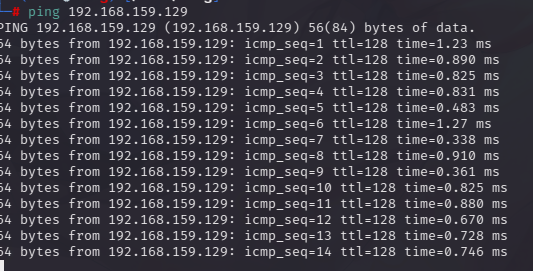 # ping 192.168.159.129
PING 192.168.159.129 (192.168.159.129) 56(84) bytes of data.
64 bytes from 192.168.159.129: icmp_seq=1 ttl=128 time=1.23 ms
64 bytes from 192.168.159.129: icmp_seq=2 ttl=128 time=0.890 ms
64 bytes from 192.168.159.129: icmp_seq=3 ttl=128 time=0.825 ms
64 bytes from 192.168.159.129: icmp_seq=4 ttl=128 time=0.831 ms
64 bytes from 192.168.159.129: icmp_seq=5 ttl=128 time=0.483 ms
64 bytes from 192.168.159.129: icmp_seq=6 ttl=128 time=1.27 ms
64 bytes from 192.168.159.129: icmp_seq=7 ttl=128 time=0.338 ms
64 bytes from 192.168.159.129: icmp_seq=8 ttl=128 time=0.910 ms
64 bytes from 192.168.159.129: icmp_seq=9 ttl=128 time=0.361 ms
64 bytes from 192.168.159.129: icmp_seq=10 ttl=128 time=0.825 ms
64 bytes from 192.168.159.129: icmp_seq=11 ttl=128 time=0.880 ms
64 bytes from 192.168.159.129: icmp_seq=12 ttl=128 time=0.670 ms
64 bytes from 192.168.159.129: icmp_seq=13 ttl=128 time=0.728 ms
64 bytes from 192.168.159.129: icmp_seq=14 ttl=128 time=0.746 ms